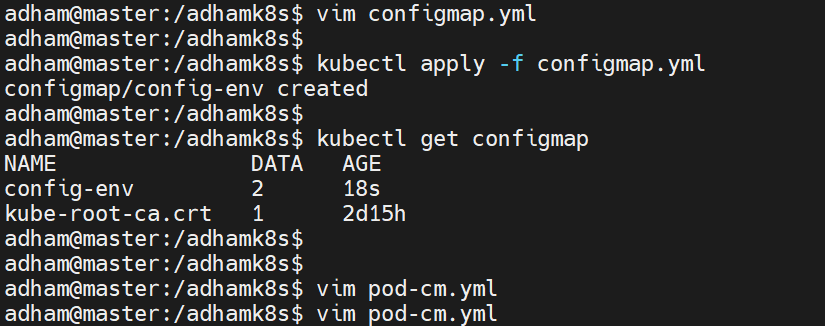 adham@master:/adhamk8s$ vim configmap.yml
adham@master:/adhamk8s$
adham@master:/adhamk8s$ kubectl apply -f configmap.yml
configmap/config-env created
adham@master:/adhamk8s$
adham@master:/adhamk8s$ kubectl get configmap
NAME               DATA   AGE
config-env         2      18s
kube-root-ca.crt   1      2d15h
adham@master:/adhamk8s$
adham@master:/adhamk8s$
adham@master:/adhamk8s$ vim pod-cm.yml
adham@master:/adhamk8s$ vim pod-cm.yml